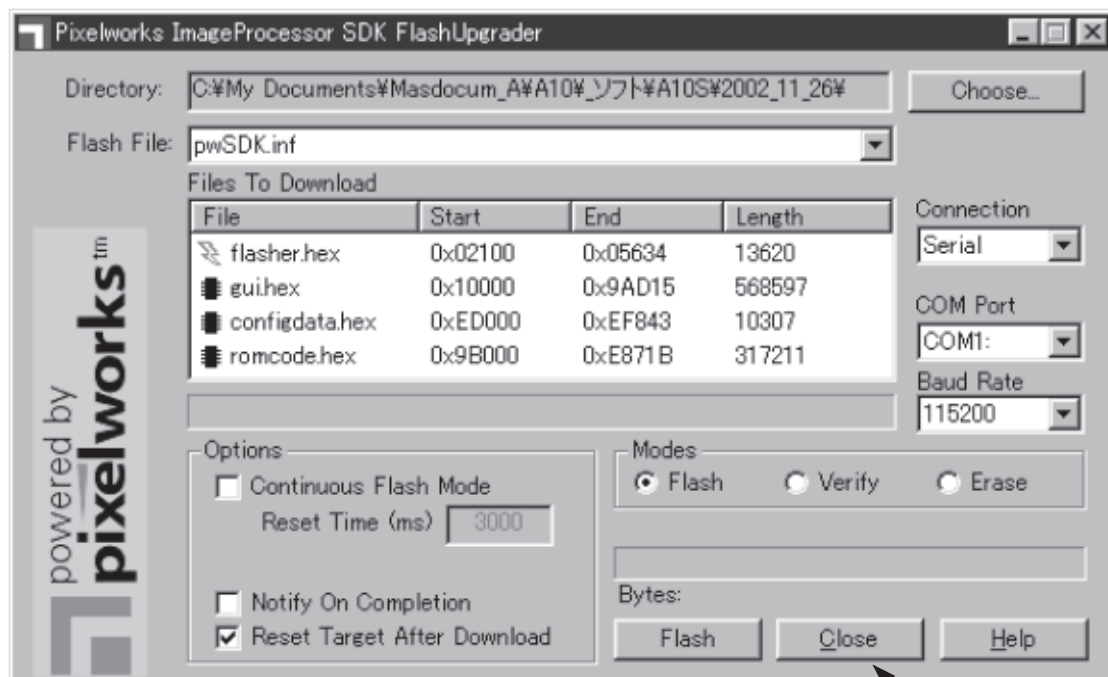 Pixelworks ImageProcessor SDK FlashUpgrader
Directory: C:¥My Documents¥Masdocum_A¥A10¥_ソフト¥A10S¥2002_11_26¥ Choose...
Flash File: pwSDK.inf
Files To Download
File Start End Length
flasher.hex 0x02100 0x05634 13620
gui.hex 0x10000 0x9AD15 568597
configdata.hex 0xED000 0xEF843 10307
romcode.hex 0x9B000 0xE871B 317211
Connection
Serial
COM Port
COM1:
Baud Rate
115200
powered by
pixelworks tm
Options
Continuous Flash Mode
Reset Time (ms) 3000
Notify On Completion
Reset Target After Download
Modes
Flash Verify Erase
Bytes:
Flash Close Help